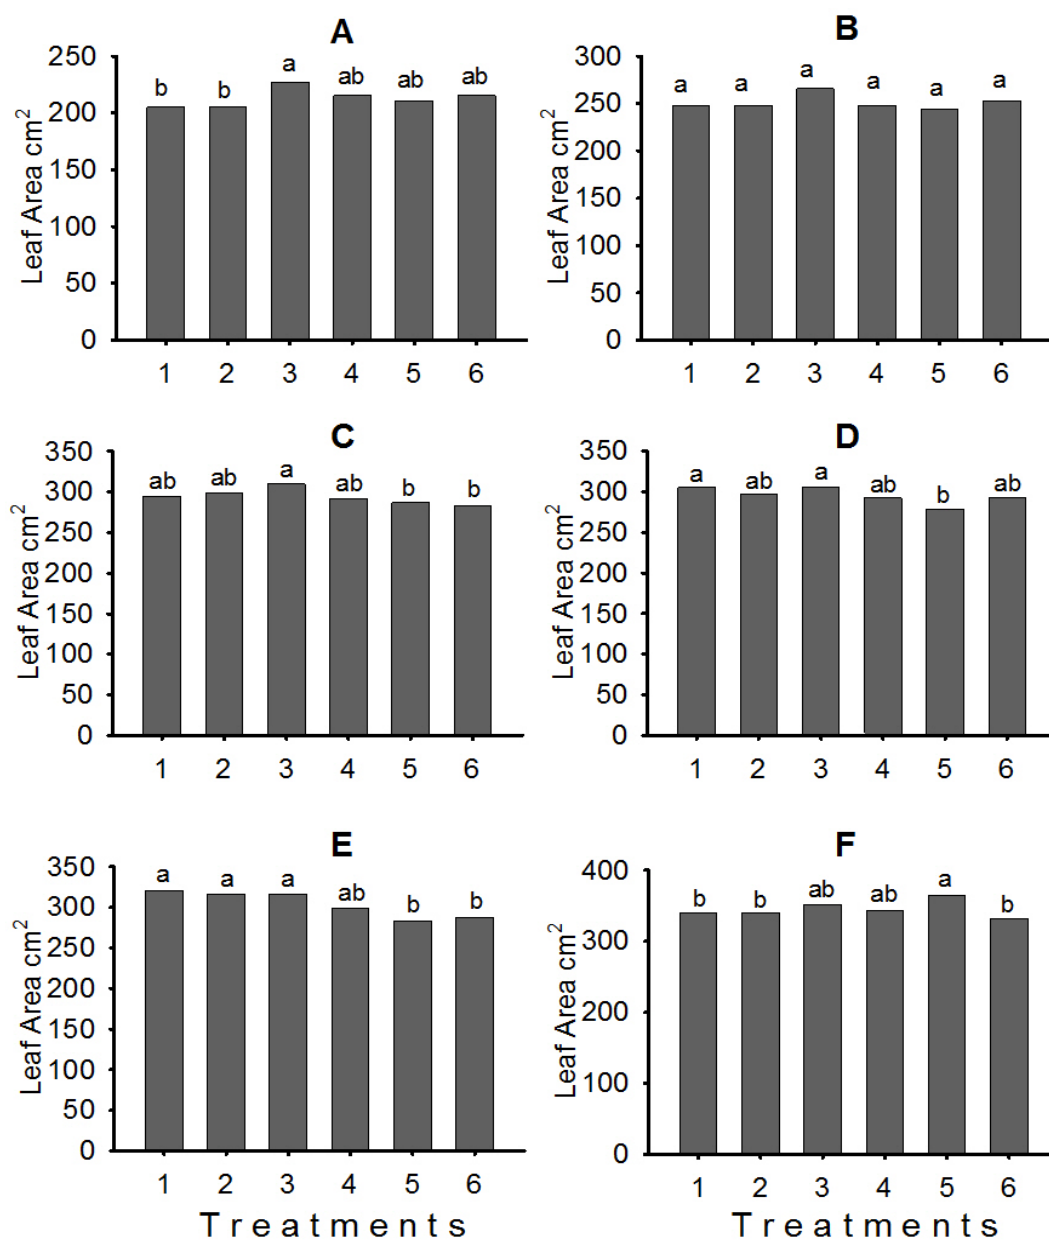 A
Leaf Area cm²
250
200
150
100
50
0
b b a ab ab ab
1 2 3 4 5 6
B
Leaf Area cm²
300
250
200
150
100
50
0
a a a a a a
1 2 3 4 5 6
C
Leaf Area cm²
350
300
250
200
150
100
50
0
ab ab a ab b b
1 2 3 4 5 6
D
Leaf Area cm²
350
300
250
200
150
100
50
0
a ab a ab b ab
1 2 3 4 5 6
E
Leaf Area cm²
350
300
250
200
150
100
50
0
a a a ab b b
1 2 3 4 5 6
Treatments
F
Leaf Area cm²
400
300
200
100
0
b b ab ab a b
1 2 3 4 5 6
Treatments